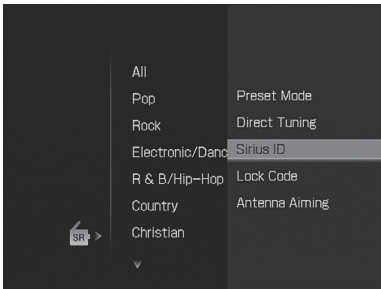 All
Pop
Rock
Electronic/Danc
R & B/Hip-Hop
Country
Christian
SR
Preset Mode
Direct Tuning
Sirius ID
Lock Code
Antenna Aiming